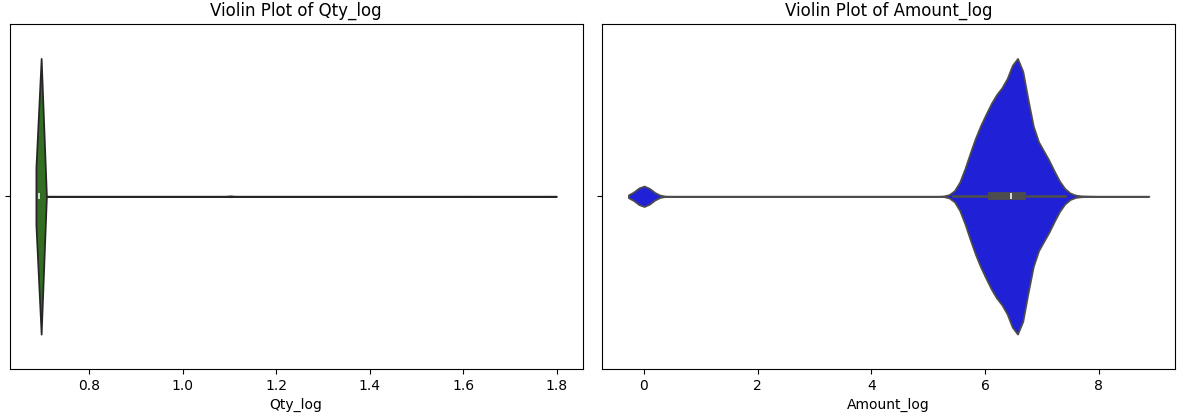 Violin Plot of Qty_log
0.8 1.0 1.2 1.4 1.6 1.8
Qty_log
Violin Plot of Amount_log
0 2 4 6 8
Amount_log